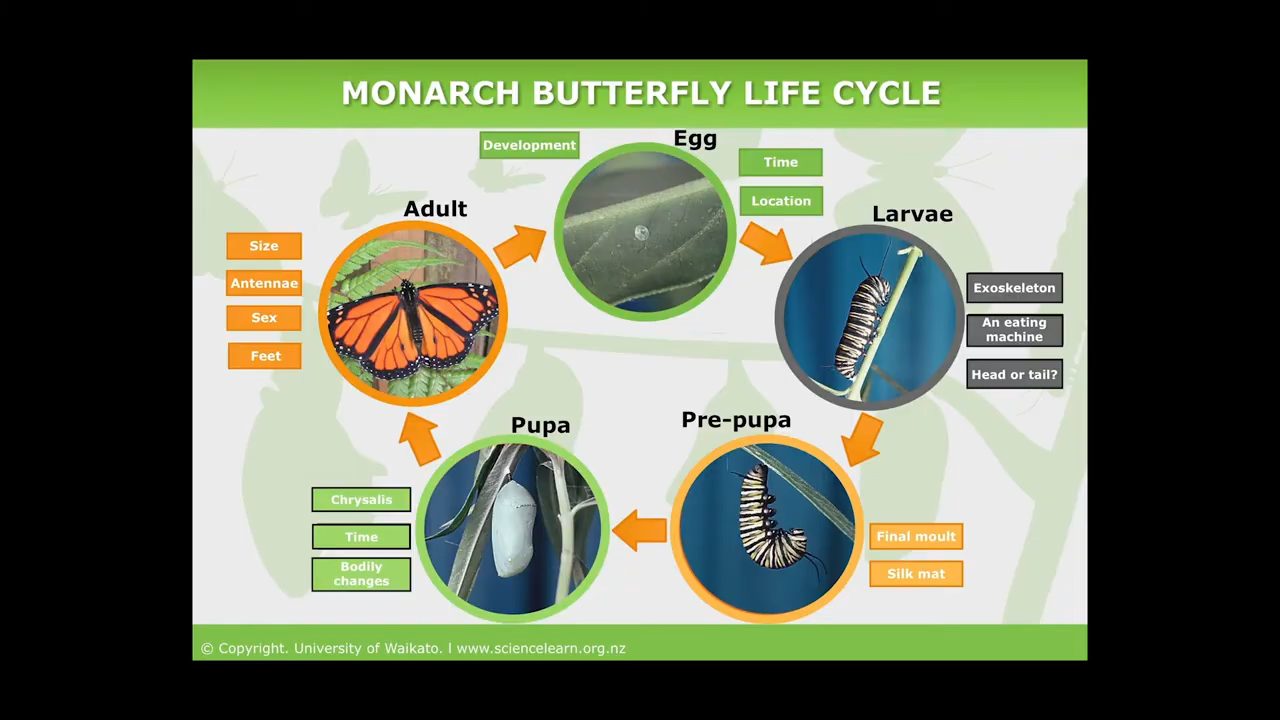 MONARCH BUTTERFLY LIFE CYCLE
Egg
Development
Time
Location
Larvae
Exoskeleton
An eating
machine
Head or tail?
Pre-pupa
Final moult
Silk mat
Pupa
Chrysalis
Time
Bodily
changes
Adult
Size
Antennae
Sex
Feet
© Copyright. University of Waikato. I www.sciencelearn.org.nz